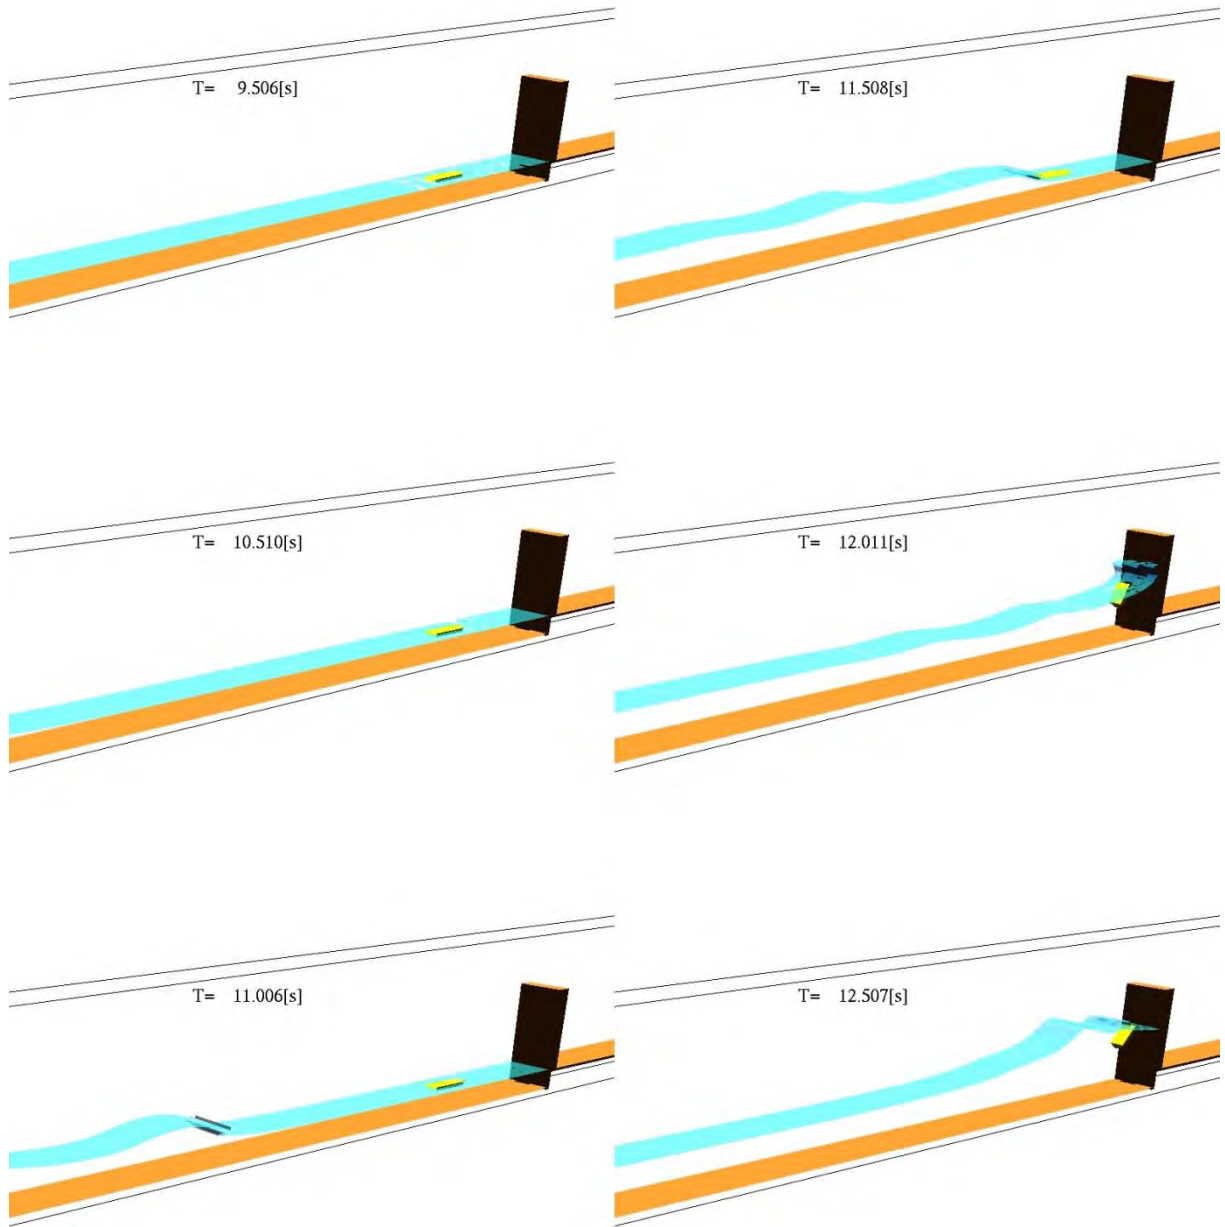 T= 9.506[s]
T= 11.508[s]
T= 10.510[s]
T= 12.011[s]
T= 11.006[s]
T= 12.507[s]